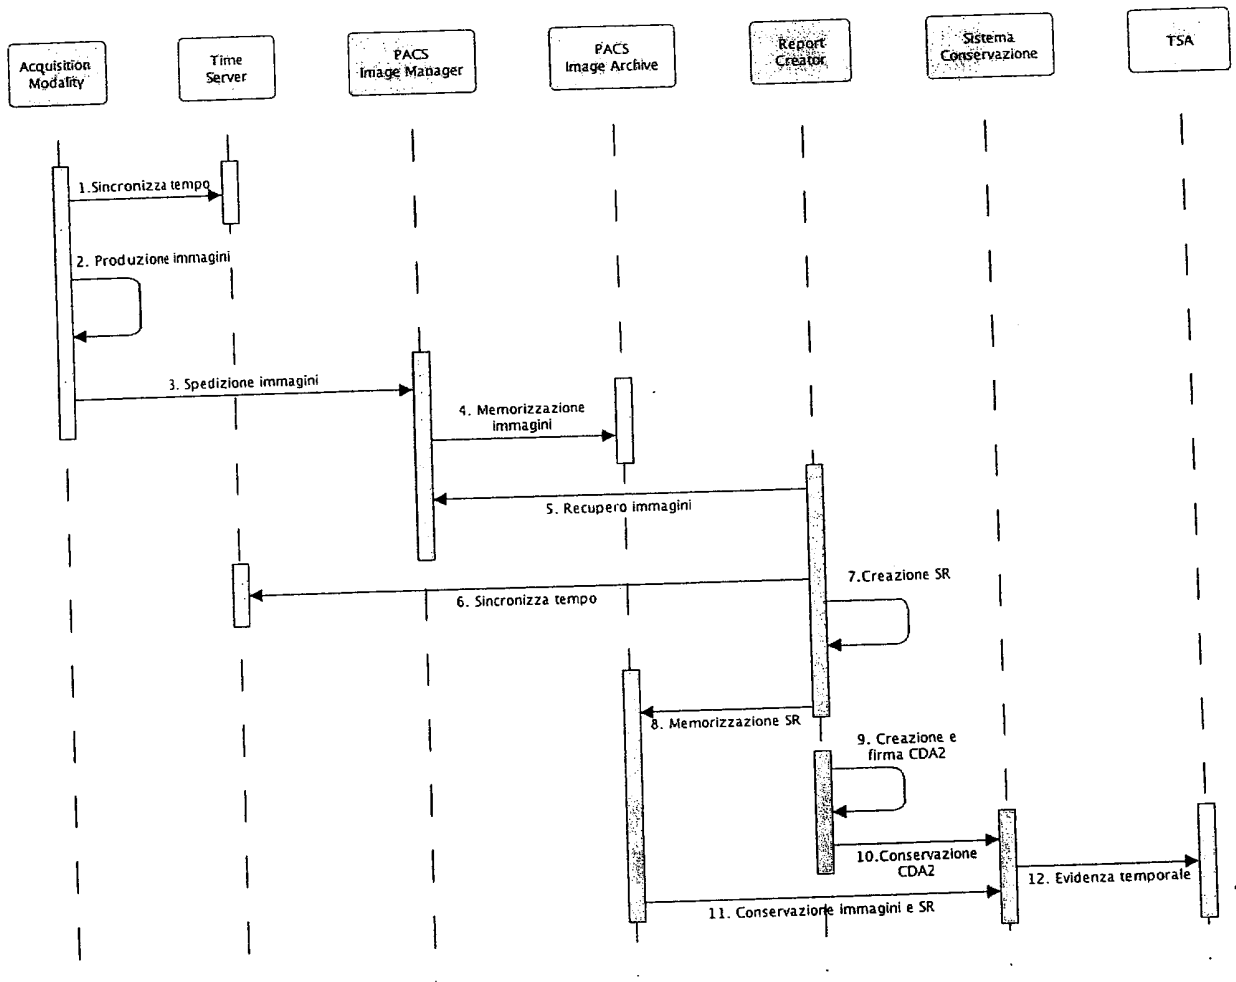 Acquisition
Modality
Time
Server
PACS
Image Manager
PACS
Image Archive
Report
Creator
Sistema
Conservazione
TSA
1.Sincronizza tempo
2. Produzione immagini
3. Spedizione immagini
4. Memorizzazione
immagini
5. Recupero immagini
6. Sincronizza tempo
7.Creazione SR
8. Memorizzazione SR
9. Creazione e
firma CDA2
10.Conservazione
CDA2
11. Conservazione immagini e SR
12. Evidenza temporale